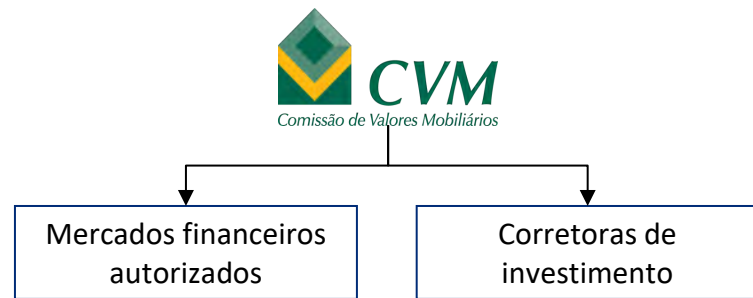 CVM
Comissão de Valores Mobiliários
Mercados financeiros
autorizados
Corretoras de
investimento